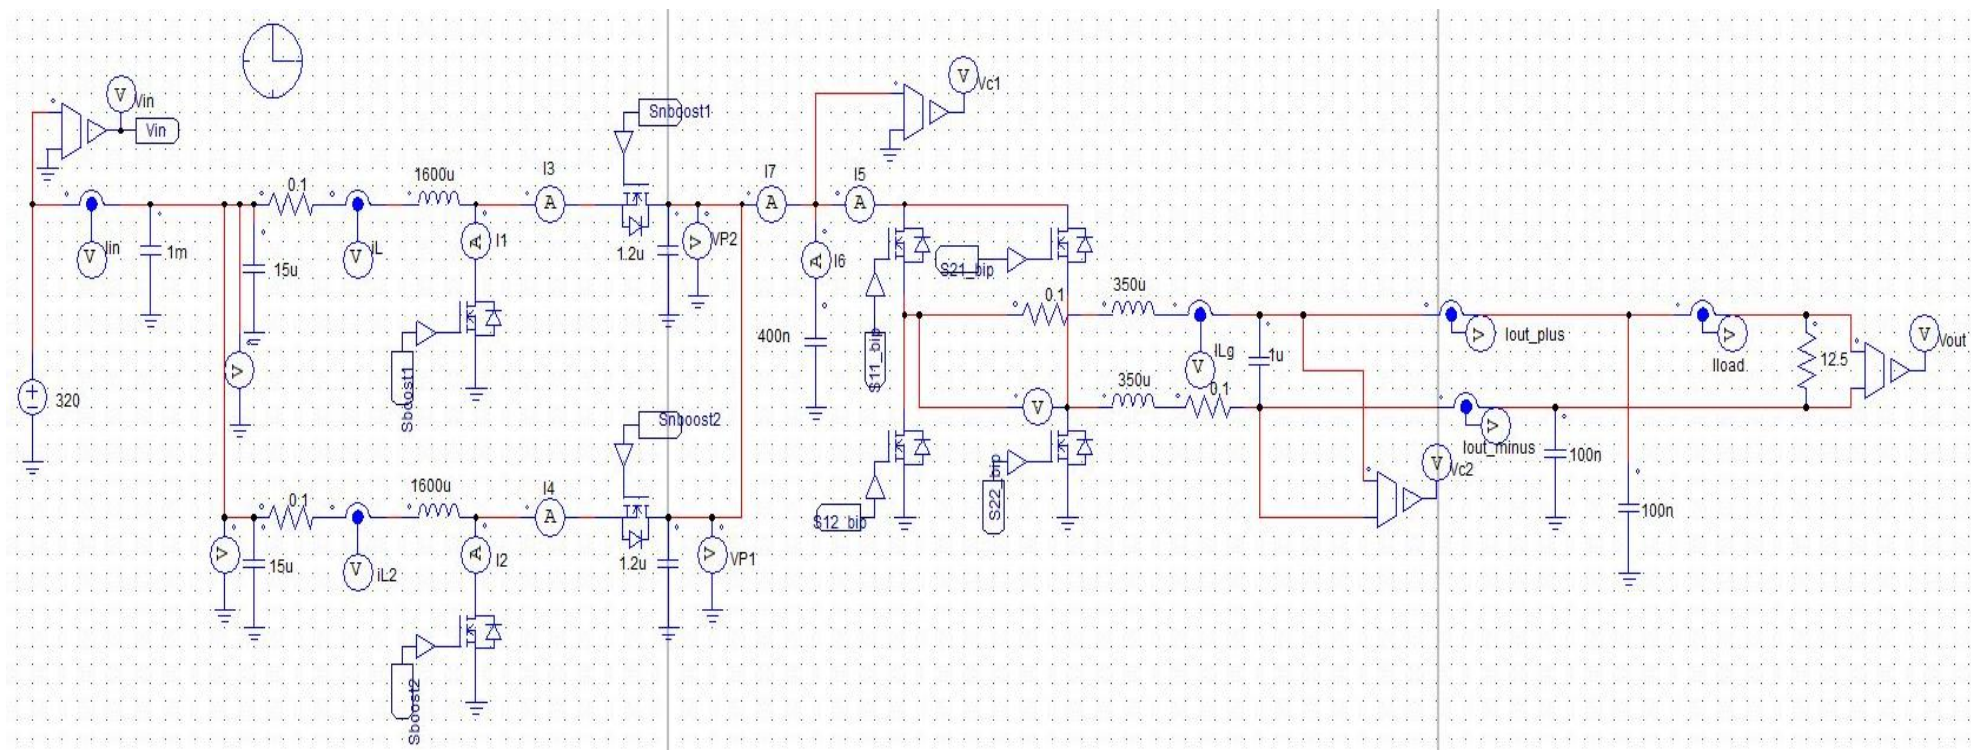 V
Vin
Vin
Iin
1m
15u
0.1
V
iL
1600u
I3
A
A
I1
Snboost1
1.2u
V
VP2
I7
A
A
I6
400n
I5
A
V
Vc1
V
V
320
Sboost1
S11_bip
S21_bip
0.1
350u
V
ILg
1u
V
350u
0.1
S12_bip
S22_bip
V
Vc2
V
Iout_plus
V
Iout_minus
100n
100n
V
Iload
12.5
V
Vout
V
15u
0.1
V
iL2
1600u
I4
A
A
I2
Snboost2
1.2u
V
VP1
Sboost2